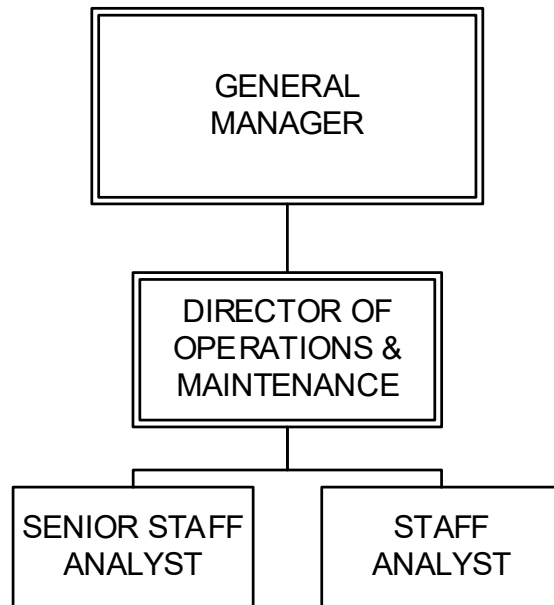 GENERAL
MANAGER
DIRECTOR OF
OPERATIONS &
MAINTENANCE
SENIOR STAFF
ANALYST
STAFF
ANALYST